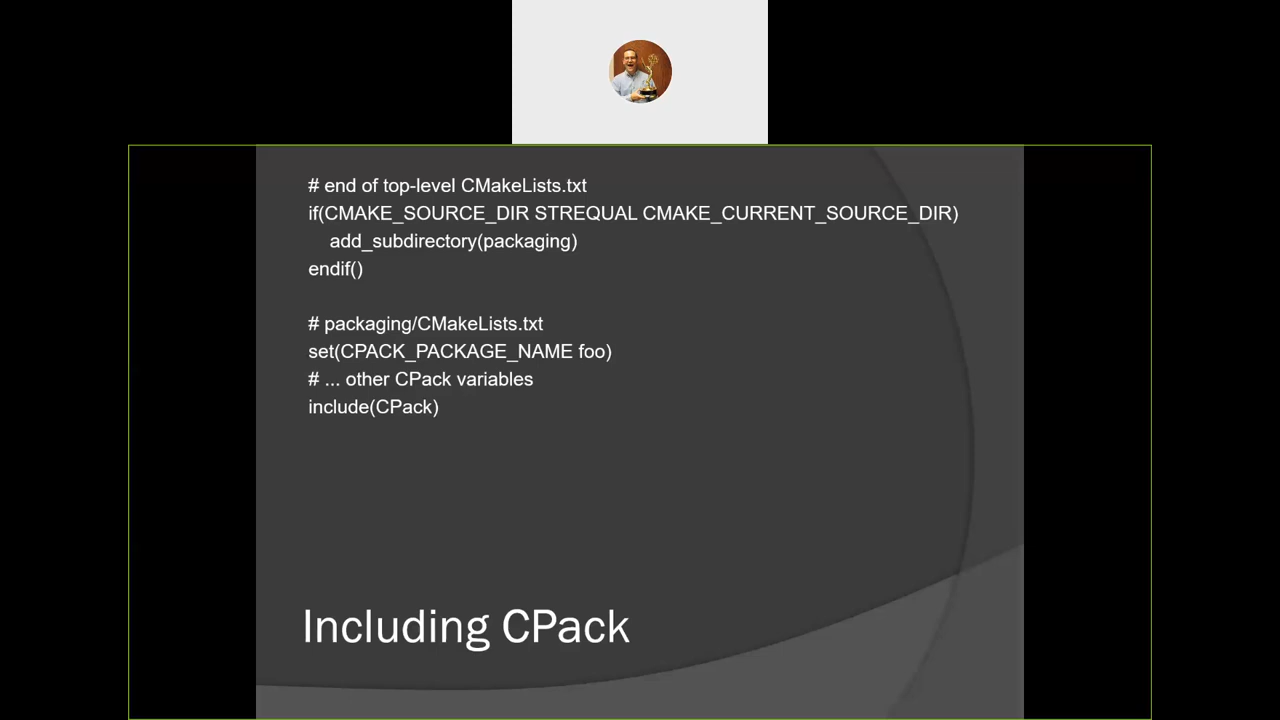 # end of top-level CMakeLists.txt
if(CMAKE_SOURCE_DIR STREQUAL CMAKE_CURRENT_SOURCE_DIR)
add_subdirectory(packaging)
endif()
# packaging/CMakeLists.txt
set(CPACK_PACKAGE_NAME foo)
# ... other CPack variables
include(CPack)
Including CPack